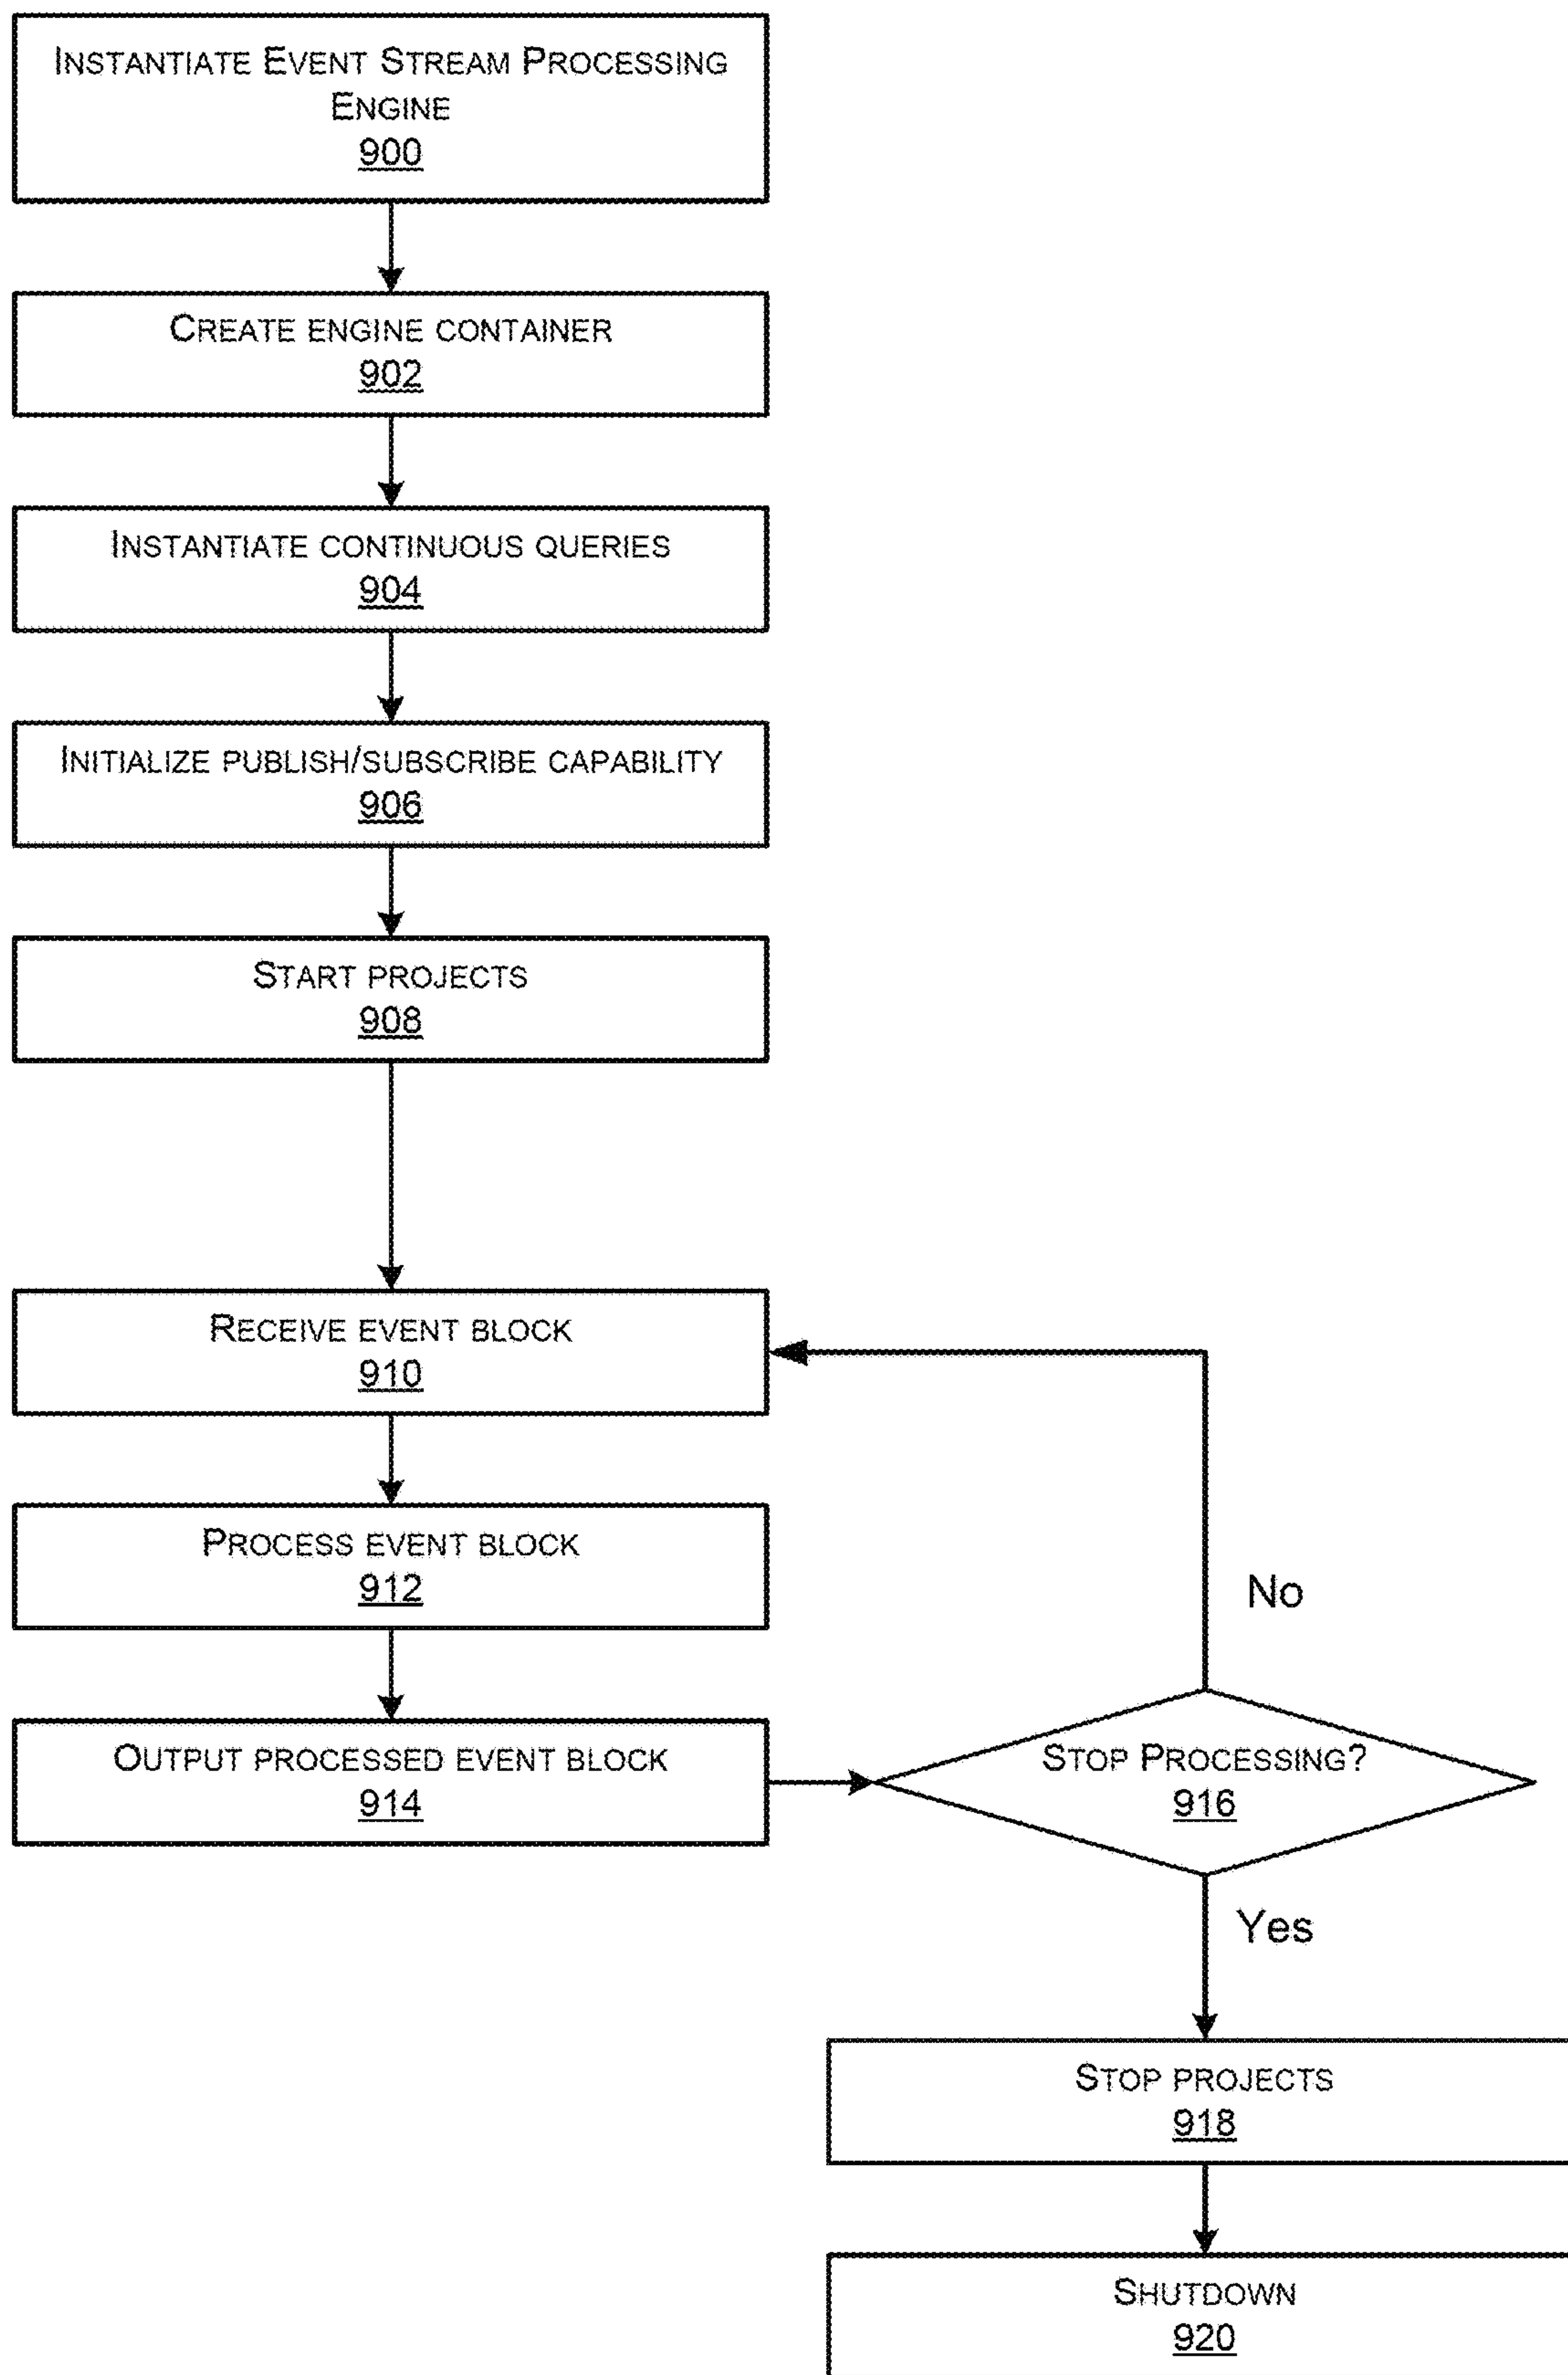 Instantiate Event Stream Processing
Engine
900
Create engine container
902
Instantiate continuous queries
904
Initialize publish/subscribe capability
906
Start projects
908
Receive event block
910
Process event block
912
No
Output processed event block
914
Stop Processing?
916
Yes
Stop projects
918
Shutdown
920